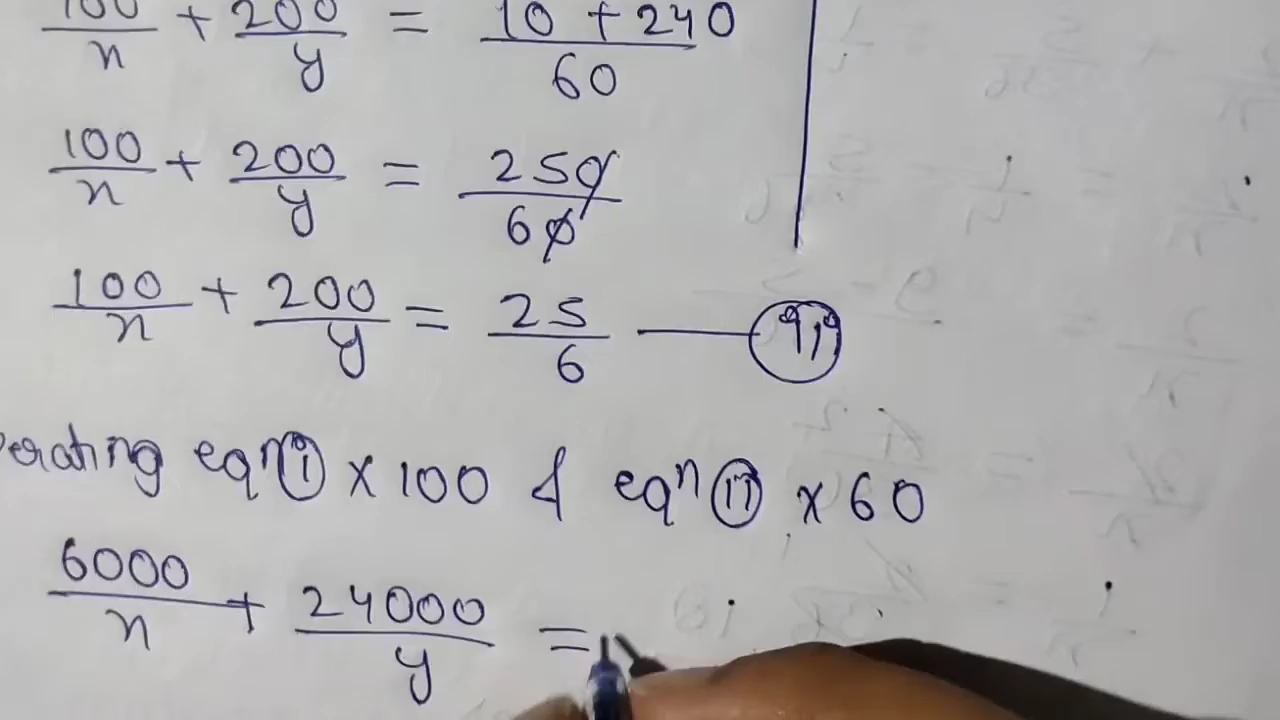 100/x + 200/y = 10 + 240/60
100/x + 200/y = 250/60
100/x + 200/y = 25/6 — (ii)
erating eqn (i) × 100 & eqn (ii) × 60
6000/x + 24000/y =